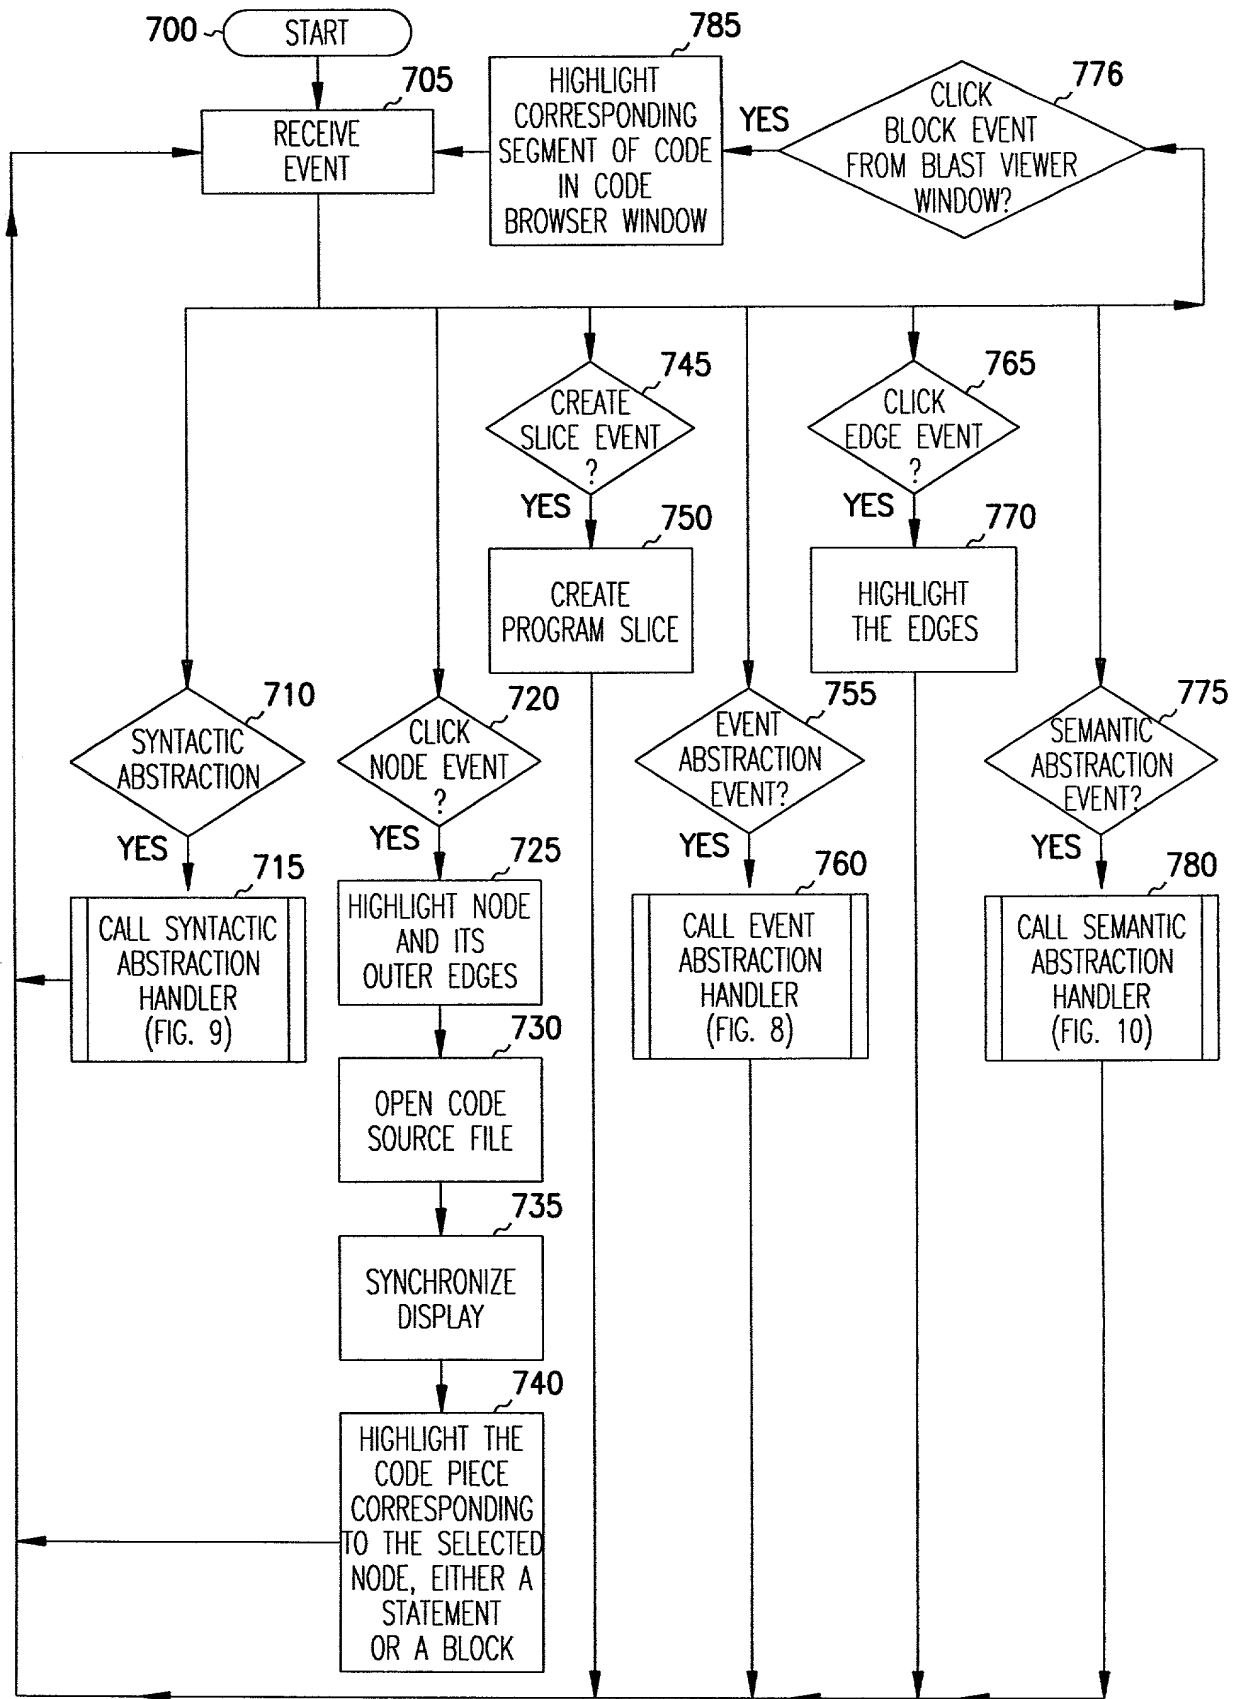 700
START
705
RECEIVE
EVENT
785
HIGHLIGHT
CORRESPONDING
SEGMENT OF CODE
IN CODE
BROWSER WINDOW
YES
776
CLICK
BLOCK EVENT
FROM BLAST VIEWER
WINDOW?
745
CREATE
SLICE EVENT
?
YES
750
CREATE
PROGRAM SLICE
765
CLICK
EDGE EVENT
?
YES
770
HIGHLIGHT
THE EDGES
710
SYNTACTIC
ABSTRACTION
YES
715
CALL SYNTACTIC
ABSTRACTION
HANDLER
(FIG. 9)
720
CLICK
NODE EVENT
?
YES
725
HIGHLIGHT NODE
AND ITS
OUTER EDGES
730
OPEN CODE
SOURCE FILE
735
SYNCHRONIZE
DISPLAY
740
HIGHLIGHT THE
CODE PIECE
CORRESPONDING
TO THE SELECTED
NODE, EITHER A
STATEMENT
OR A BLOCK
755
EVENT
ABSTRACTION
EVENT?
YES
760
CALL EVENT
ABSTRACTION
HANDLER
(FIG. 8)
775
SEMANTIC
ABSTRACTION
EVENT?
YES
780
CALL SEMANTIC
ABSTRACTION
HANDLER
(FIG. 10)